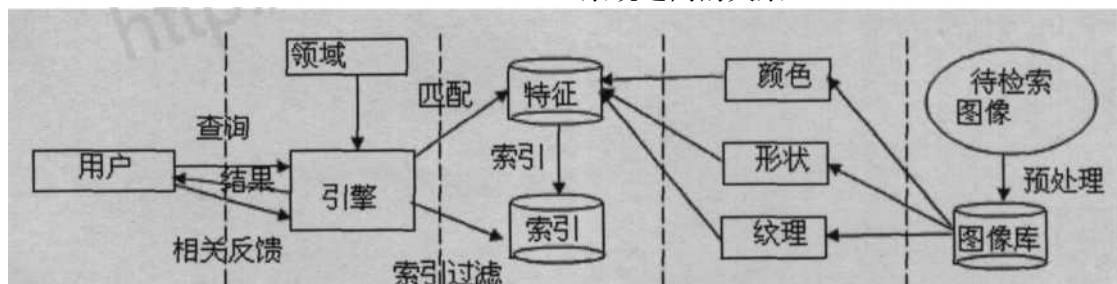 http:/
领域
匹配
特征
颜色
待检索
图像
查询
索引
用户
结果
引擎
形状
预处理
相关反馈
索引
纹理
图像库
索引过滤